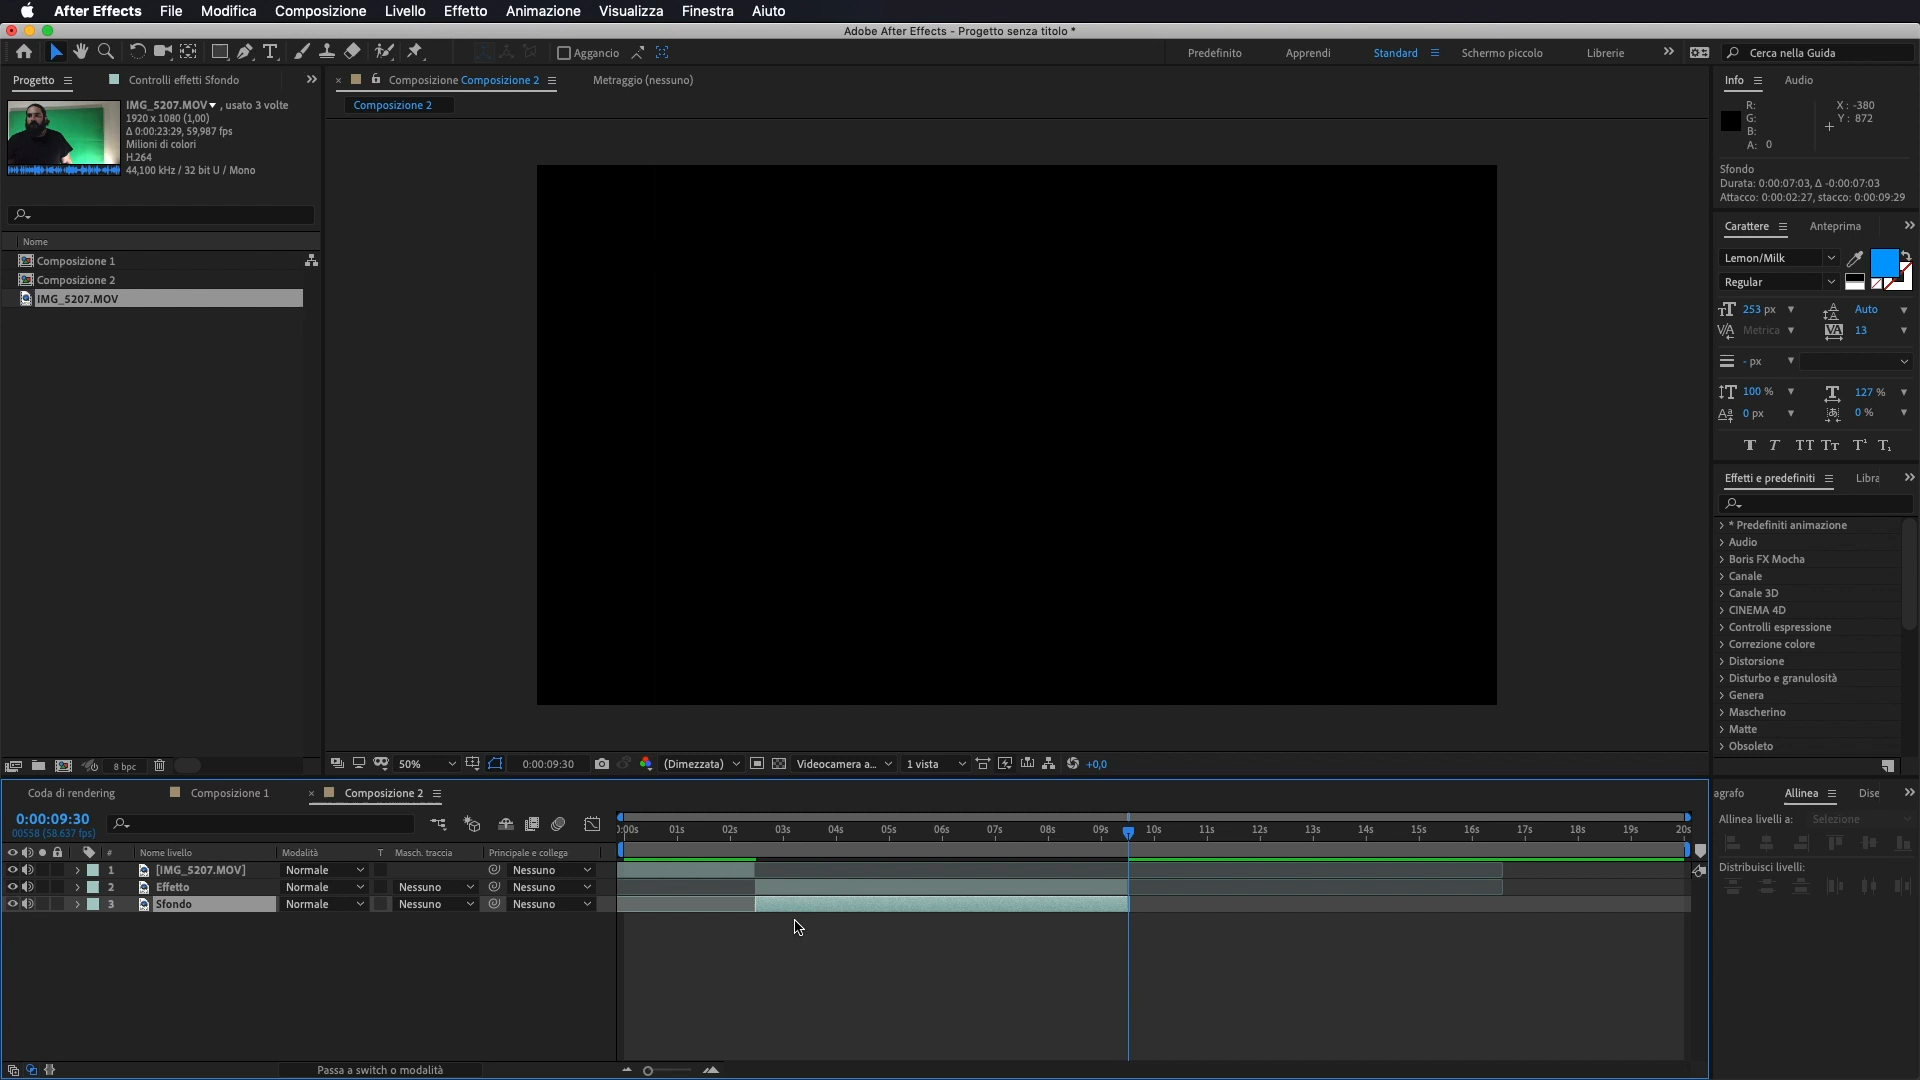 After Effects File Modifica Composizione Livello Effetto Animazione Visualizza Finestra Aiuto
Adobe After Effects - Progetto senza titolo *
Aggancio Predefinito Apprendi Standard Schermo piccolo Librerie Cerca nella Guida
Progetto Controlli effetti Sfondo
IMG_5207.MOV , usato 3 volte
1920 x 1080 (1,00)
Δ 0:00:23:29, 59,987 fps
Milioni di colori
H.264
44,100 kHz / 32 bit U / Mono
Nome
Composizione 1
Composizione 2
IMG_5207.MOV
8 bpc
Composizione Composizione 2 Metraggio (nessuno)
Composizione 2
50% 0:00:09:30 (Dimezzata) Videocamera a... 1 vista +0,0
Info Audio
R: X : -380
G: Y : 872
B:
A: 0
Sfondo
Durata: 0:00:07:03, Δ -0:00:07:03
Attacco: 0:00:02:27, stacco: 0:00:09:29
Carattere Anteprima
Lemon/Milk
Regular
253 px Auto
Metrica 13
- px
100 % 127 %
0 px 0 %
T T TT Tт T¹ T₁
Effetti e predefiniti Libra
* Predefiniti animazione
Audio
Boris FX Mocha
Canale
Canale 3D
CINEMA 4D
Controlli espressione
Correzione colore
Distorsione
Disturbo e granulosità
Genera
Mascherino
Matte
Obsoleto
agrafo Allinea Dise
Allinea livelli a: Selezione
Distribuisci livelli:
Coda di rendering Composizione 1 Composizione 2
0:00:09:30
00558 (58.637 fps)
):00s 01s 02s 03s 04s 05s 06s 07s 08s 09s 10s 11s 12s 13s 14s 15s 16s 17s 18s 19s 20s
# Nome livello Modalità T Masch. traccia Principale e collega
1 [IMG_5207.MOV] Normale Nessuno
2 Effetto Normale Nessuno Nessuno
3 Sfondo Normale Nessuno Nessuno
Passa a switch o modalità